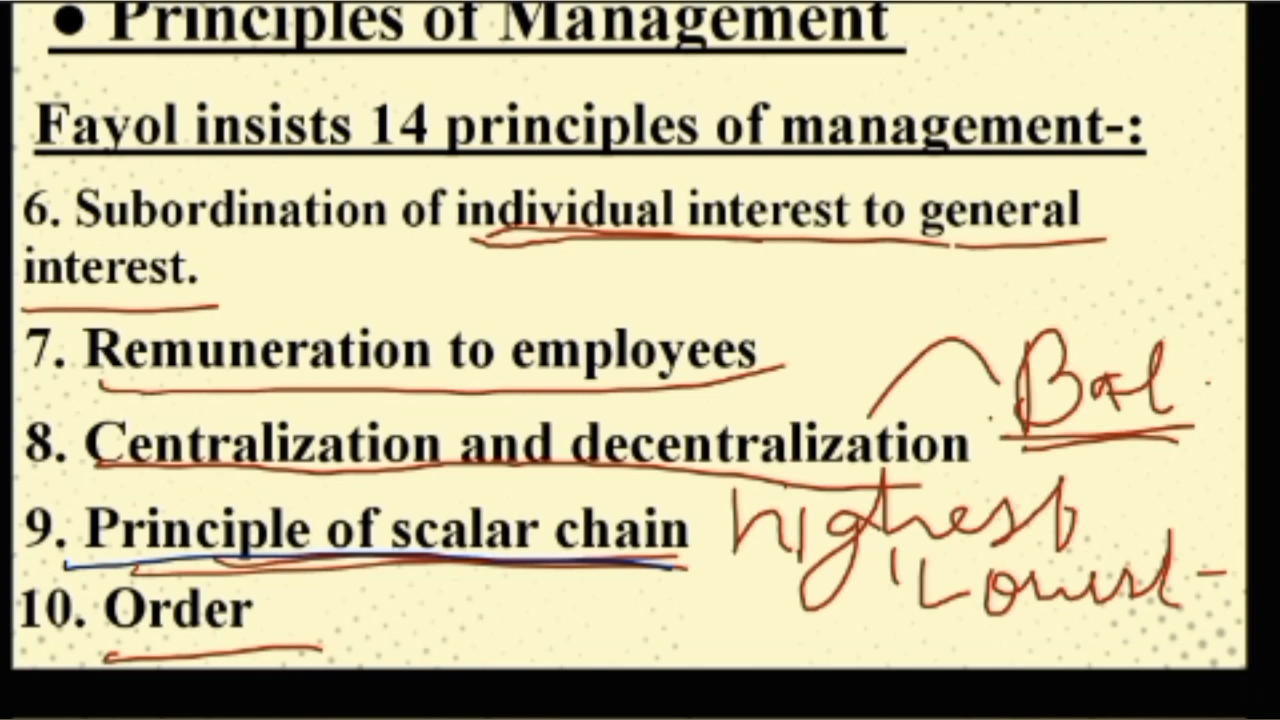 • Principles of Management
Fayol insists 14 principles of management-:
6. Subordination of individual interest to general
interest.
7. Remuneration to employees
8. Centralization and decentralization
9. Principle of scalar chain
highest
Lowest -
10. Order